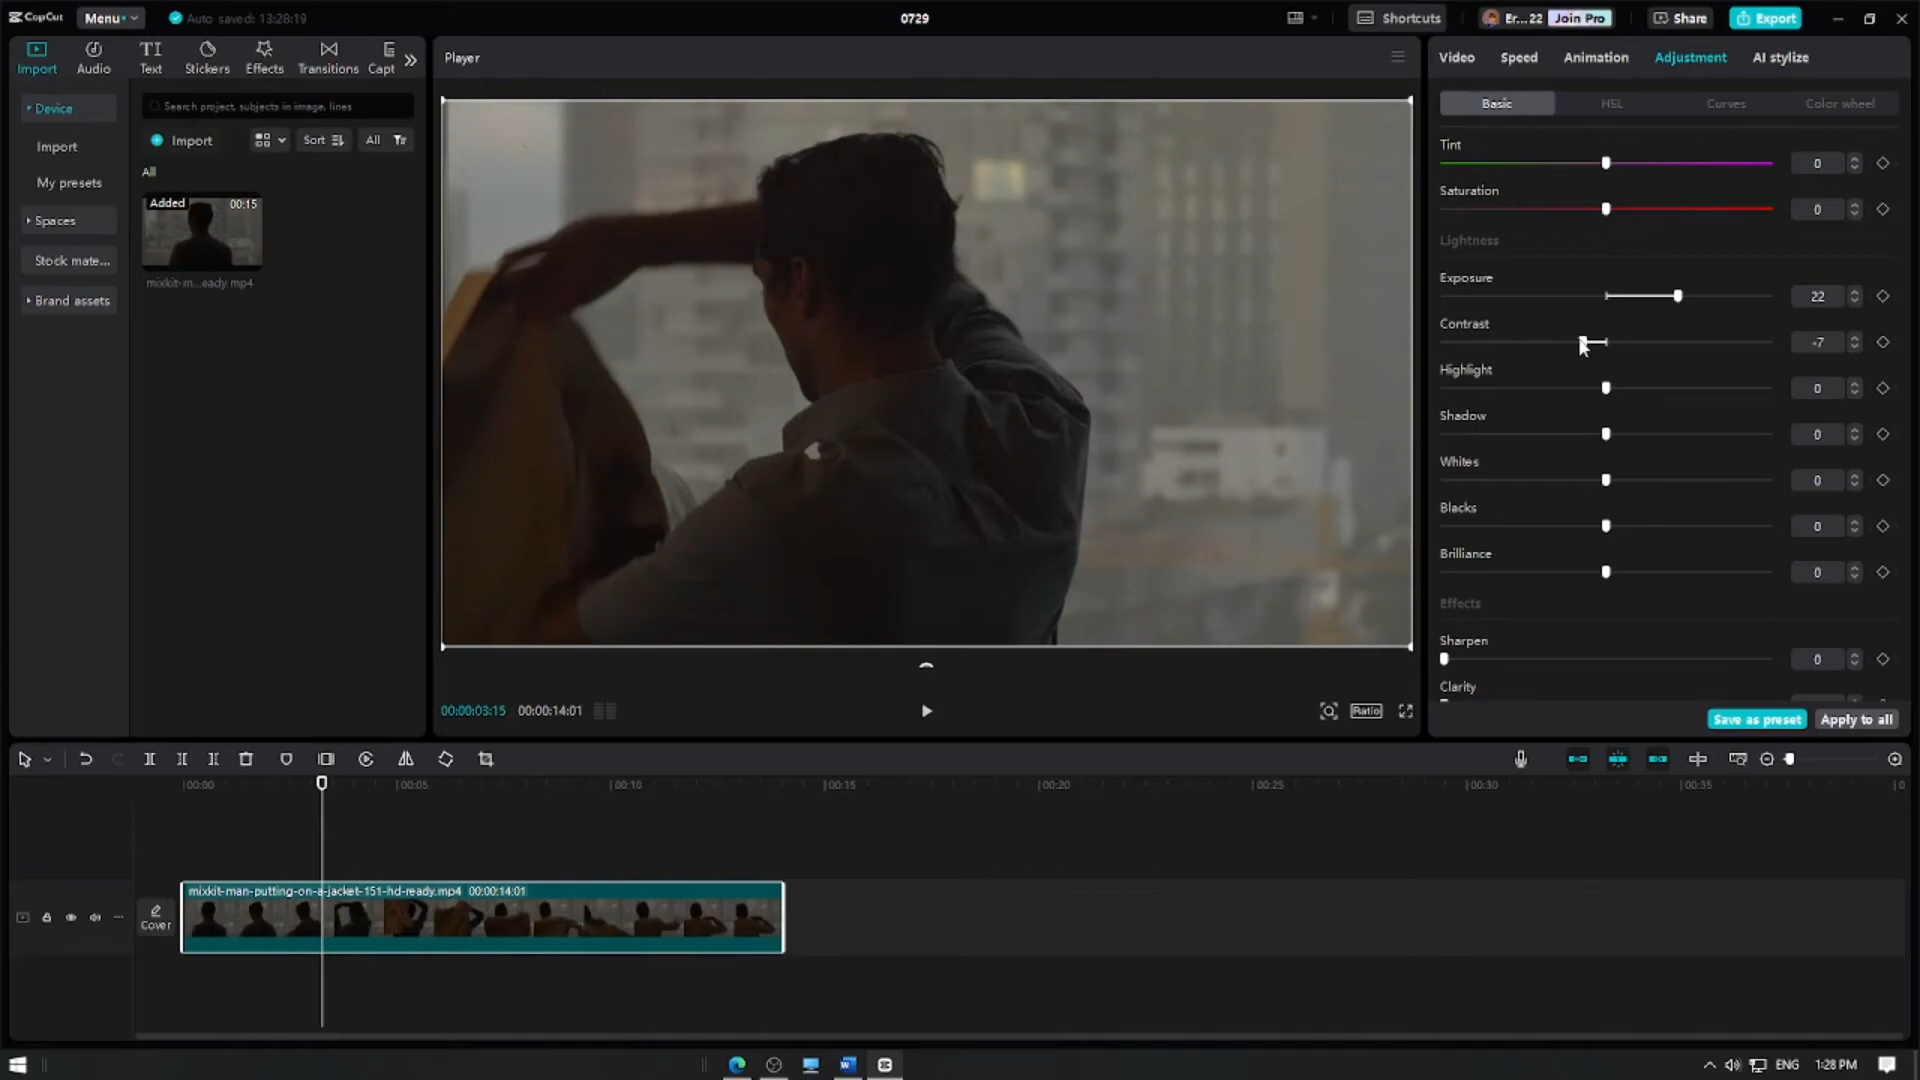 CapCut
Menu
Auto saved: 13:28:19
0729
Shortcuts
Er...22
Join Pro
Share
Export
Import
Audio
TI
Text
Stickers
Effects
Transitions
Capt
Player
Video
Speed
Animation
Adjustment
AI stylize
Device
Import
My presets
Spaces
Stock mate...
Brand assets
Search project, subjects in image, lines
Import
Sort
All
All
Added
00:15
mixkit-m...eady.mp4
Basic
HSL
Curves
Color wheel
Tint
0
Saturation
0
Lightness
Exposure
22
Contrast
-7
Highlight
0
Shadow
0
Whites
0
Blacks
0
Brilliance
0
Effects
Sharpen
0
Clarity
Save as preset
Apply to all
00:00:03:15
00:00:14:01
Ratio
00:00
00:05
00:10
00:15
00:20
00:25
00:30
00:35
0
Cover
mixkit-man-putting-on-a-jacket-151-hd-ready.mp4 00:00:14:01
ENG
1:28 PM